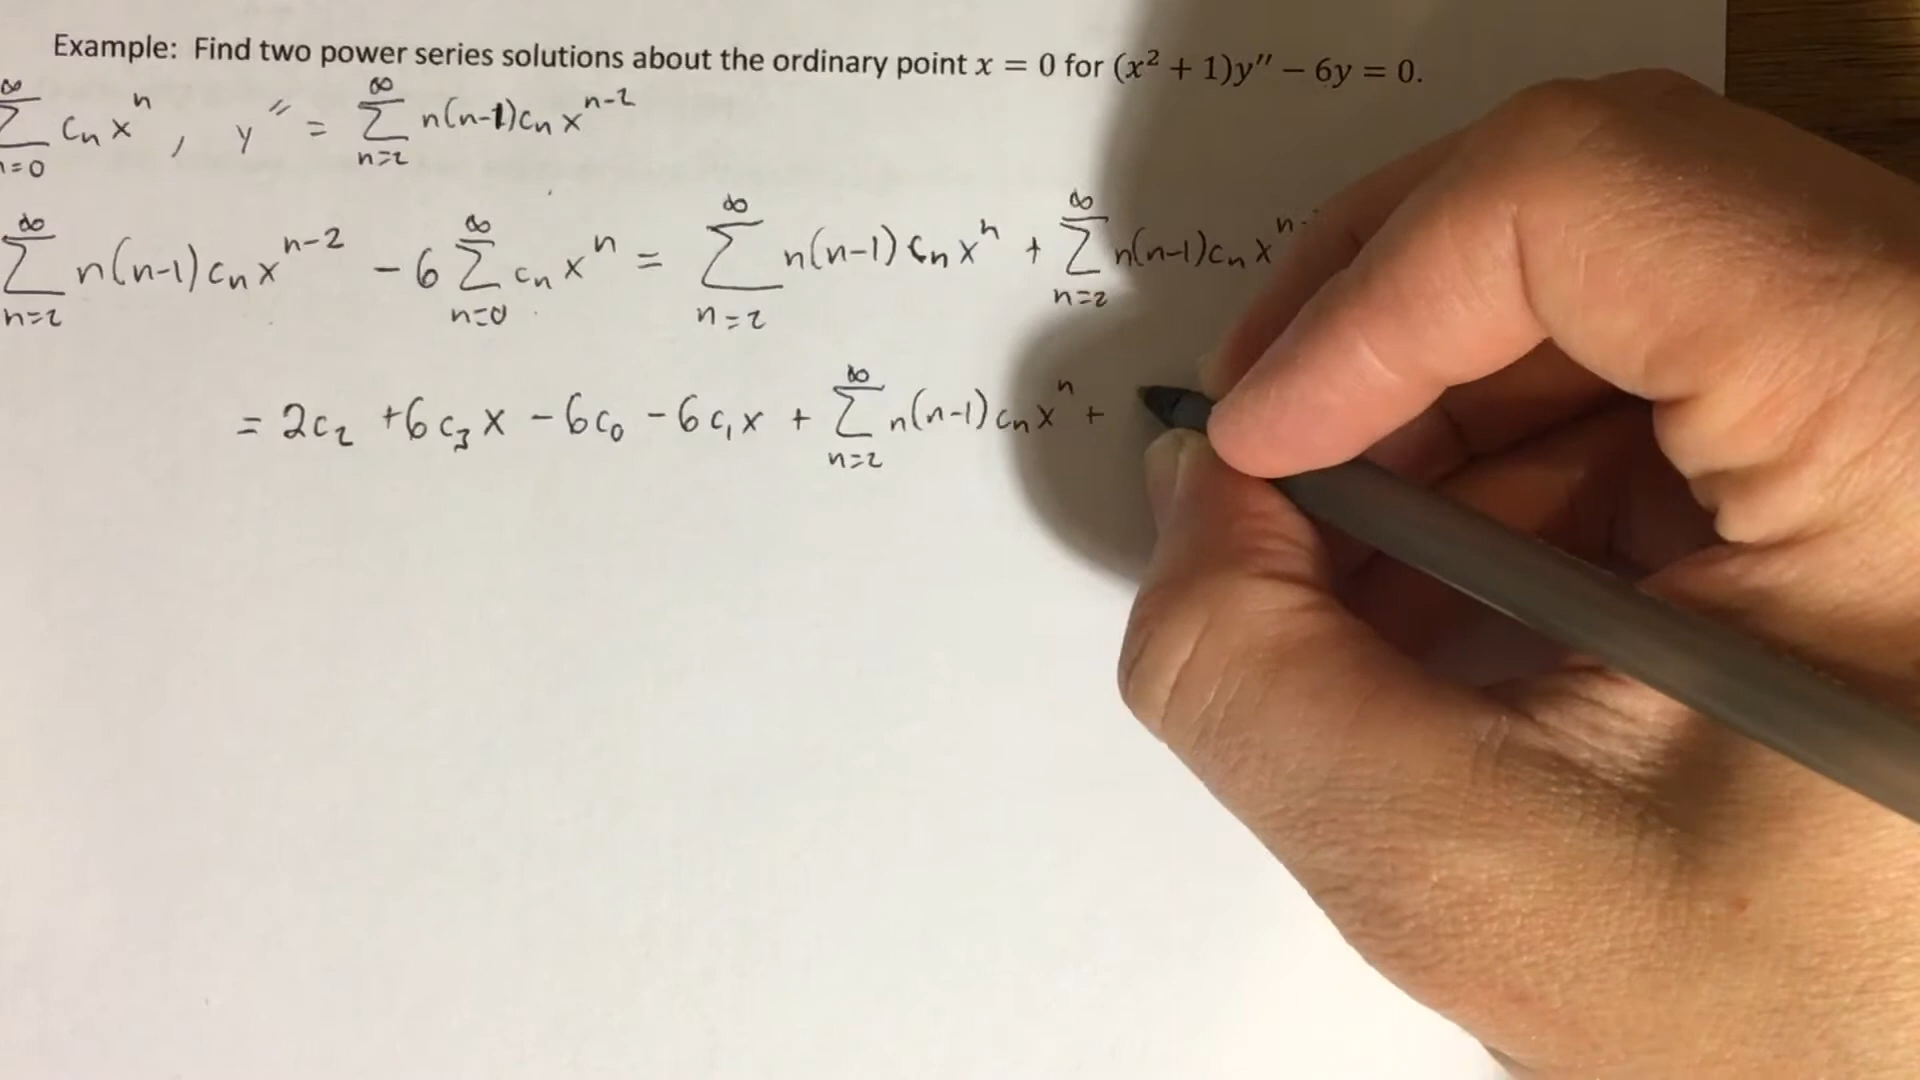 Example: Find two power series solutions about the ordinary point x = 0 for (x² + 1)y″ − 6y = 0.
∑_{n=0}^{∞} cₙxⁿ, y″ = ∑_{n=2}^{∞} n(n-1)cₙx^{n-2}
∑_{n=2}^{∞} n(n-1)cₙx^{n-2} - 6∑_{n=0}^{∞} cₙxⁿ = ∑_{n=2}^{∞} n(n-1)cₙxⁿ + ∑_{n=2}^{∞} n(n-1)cₙx^{n-
= 2c₂ + 6c₃x - 6c₀ - 6c₁x + ∑_{n=2}^{∞} n(n-1)cₙxⁿ +